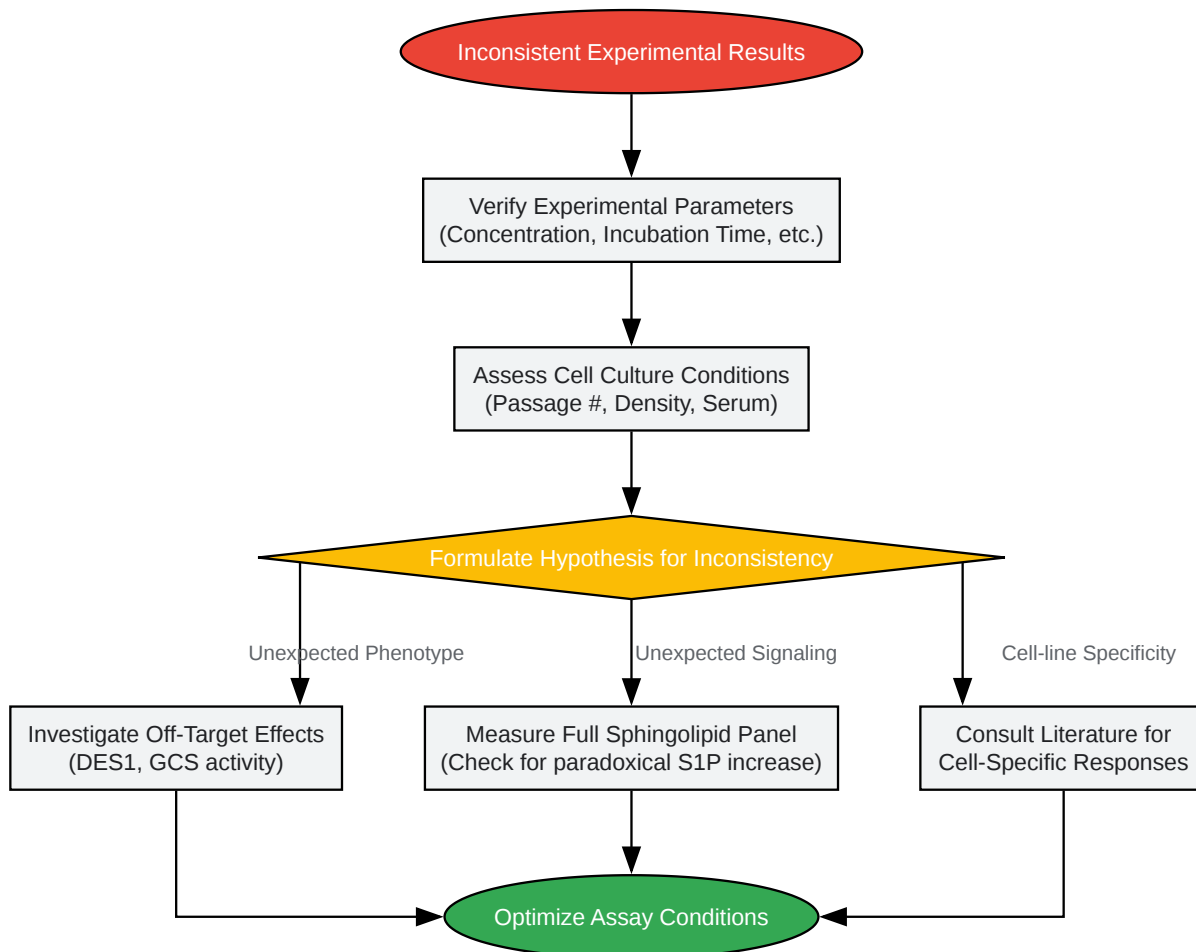 Inconsistent Experimental Results
Verify Experimental Parameters
(Concentration, Incubation Time, etc.)
Assess Cell Culture Conditions
(Passage #, Density, Serum)
Formulate Hypothesis for Inconsistency
Unexpected Phenotype
Unexpected Signaling
Cell-line Specificity
Investigate Off-Target Effects
(DES1, GCS activity)
Measure Full Sphingolipid Panel
(Check for paradoxical S1P increase)
Consult Literature for
Cell-Specific Responses
Optimize Assay Conditions